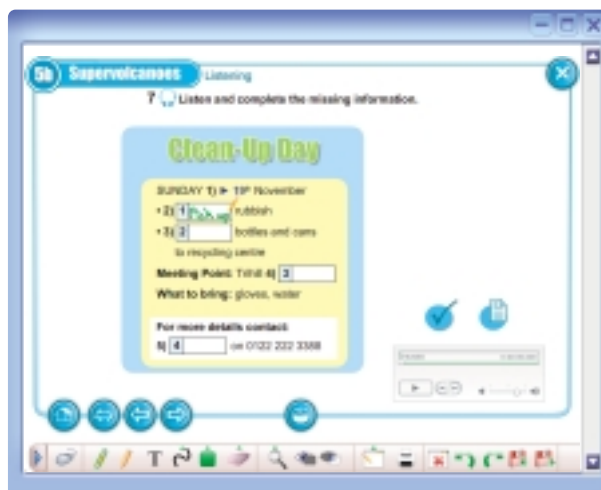 5b Supervolcanoes Listening
7 Listen and complete the missing information.
Clean-Up Day
SUNDAY 1) ► 19th November
• 2) 1 Pick up rubbish
• 3) 2 bottles and cans
to recycling centre
Meeting Point: 4) 3
What to bring: gloves, water
For more details contact:
5) 4 on 0122 222 3388
T